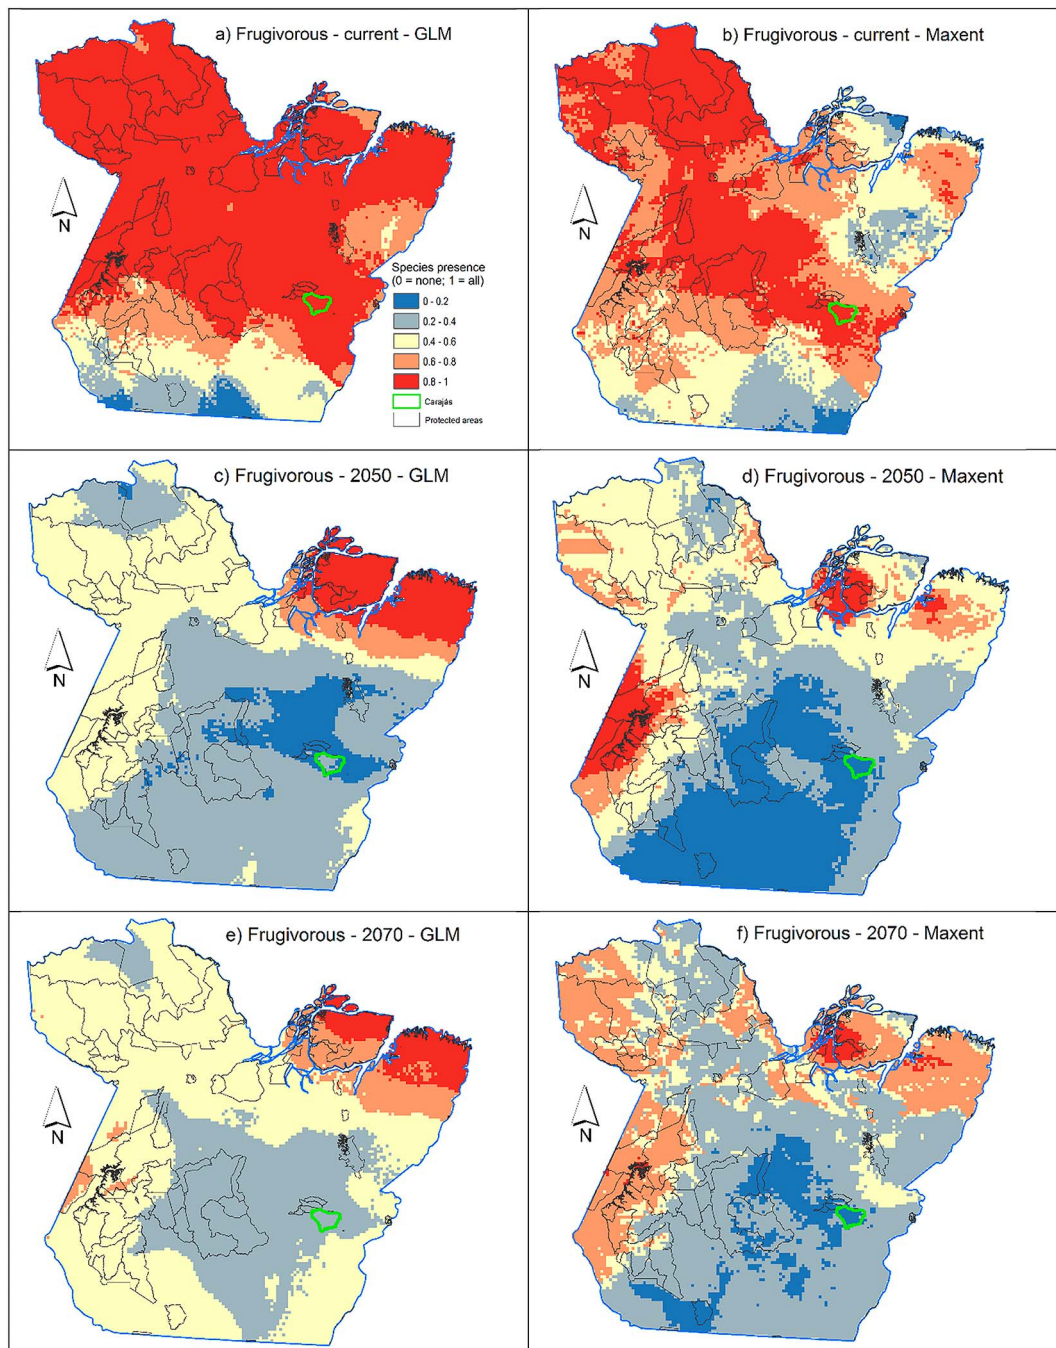 a) Frugivorous - current - GLM
b) Frugivorous - current - Maxent
N
N
Species presence
(0 = none; 1 = all)
0 - 0.2
0.2 - 0.4
0.4 - 0.6
0.6 - 0.8
0.8 - 1
Carajás
Protected areas
c) Frugivorous - 2050 - GLM
d) Frugivorous - 2050 - Maxent
N
N
e) Frugivorous - 2070 - GLM
f) Frugivorous - 2070 - Maxent
N
N